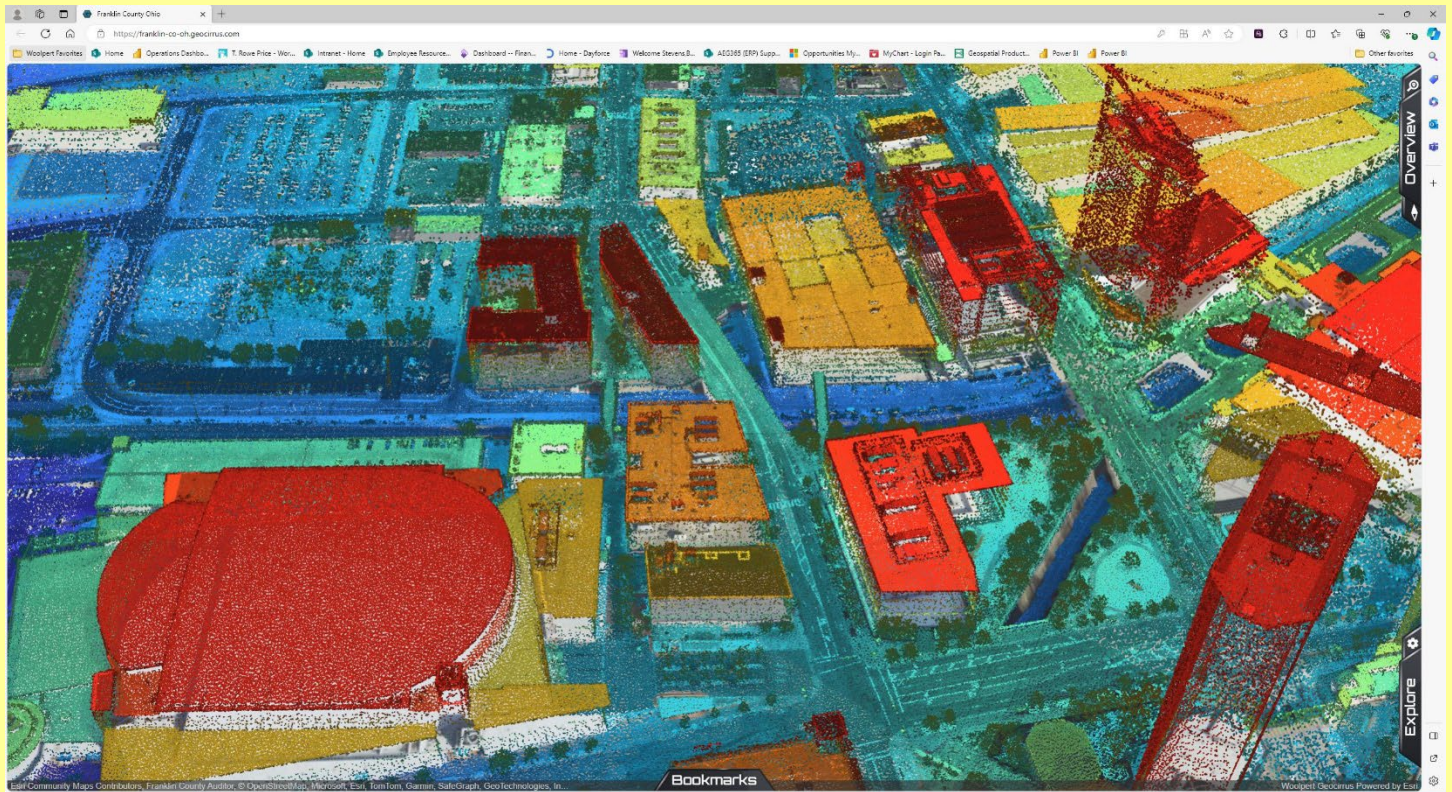 Franklin County Ohio
https://franklin-co-oh.geocirrus.com
Woolpert Favorites Home Operations Dashbo... T. Rowe Price - Wor... Intranet - Home Employee Resource... Dashboard -- Finan... Home - Dayforce Welcome Stevens.B... AEG365 (ERP) Supp... Opportunities My... MyChart - Login Pa... Geospatial Product... Power BI Power BI Other favorites
Overview
Explore
Bookmarks
Esri Community Maps Contributors, Franklin County Auditor, © OpenStreetMap, Microsoft, Esri, TomTom, Garmin, SafeGraph, GeoTechnologies, In...
Woolpert Geocirrus Powered by Esri